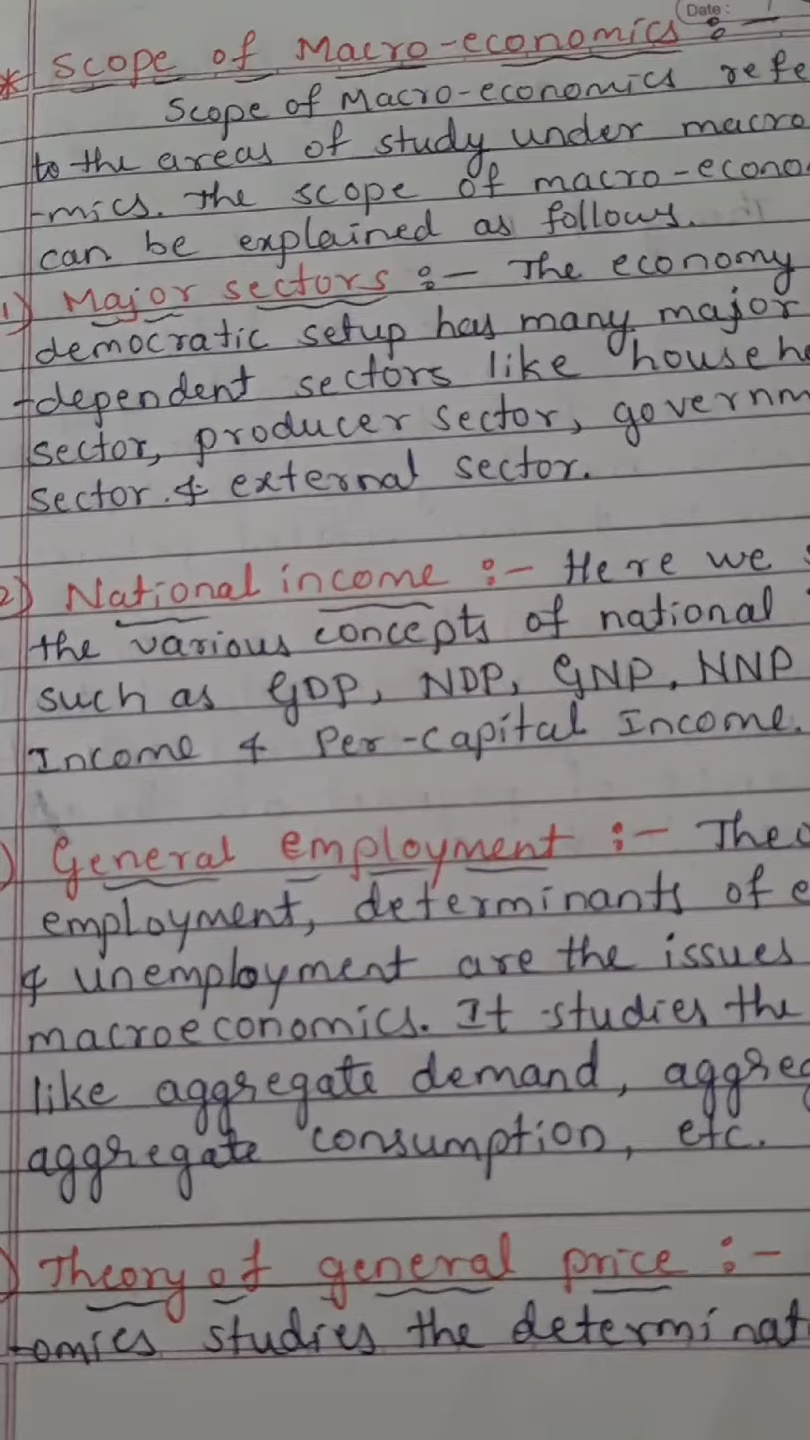 Date :
* Scope of Macro-economics :-
Scope of Macro-economics refe
to the areas of study under macro
-mics. The scope of macro-econo
can be explained as follows.
1) Major sectors :- The economy
democratic setup has many major
-dependent sectors like househ
sector, producer sector, governm
sector & external sector.
2) National income :- Here we
the various concepts of national
such as GDP, NDP, GNP, NNP
Income & Per-capital Income.
) General employment :- Theo
employment, determinants of e
& unemployment are the issues
macroeconomics. It studies the
like aggregate demand, aggreg
aggregate consumption, etc.
) Theory of general price :-
-omics studies the determinat